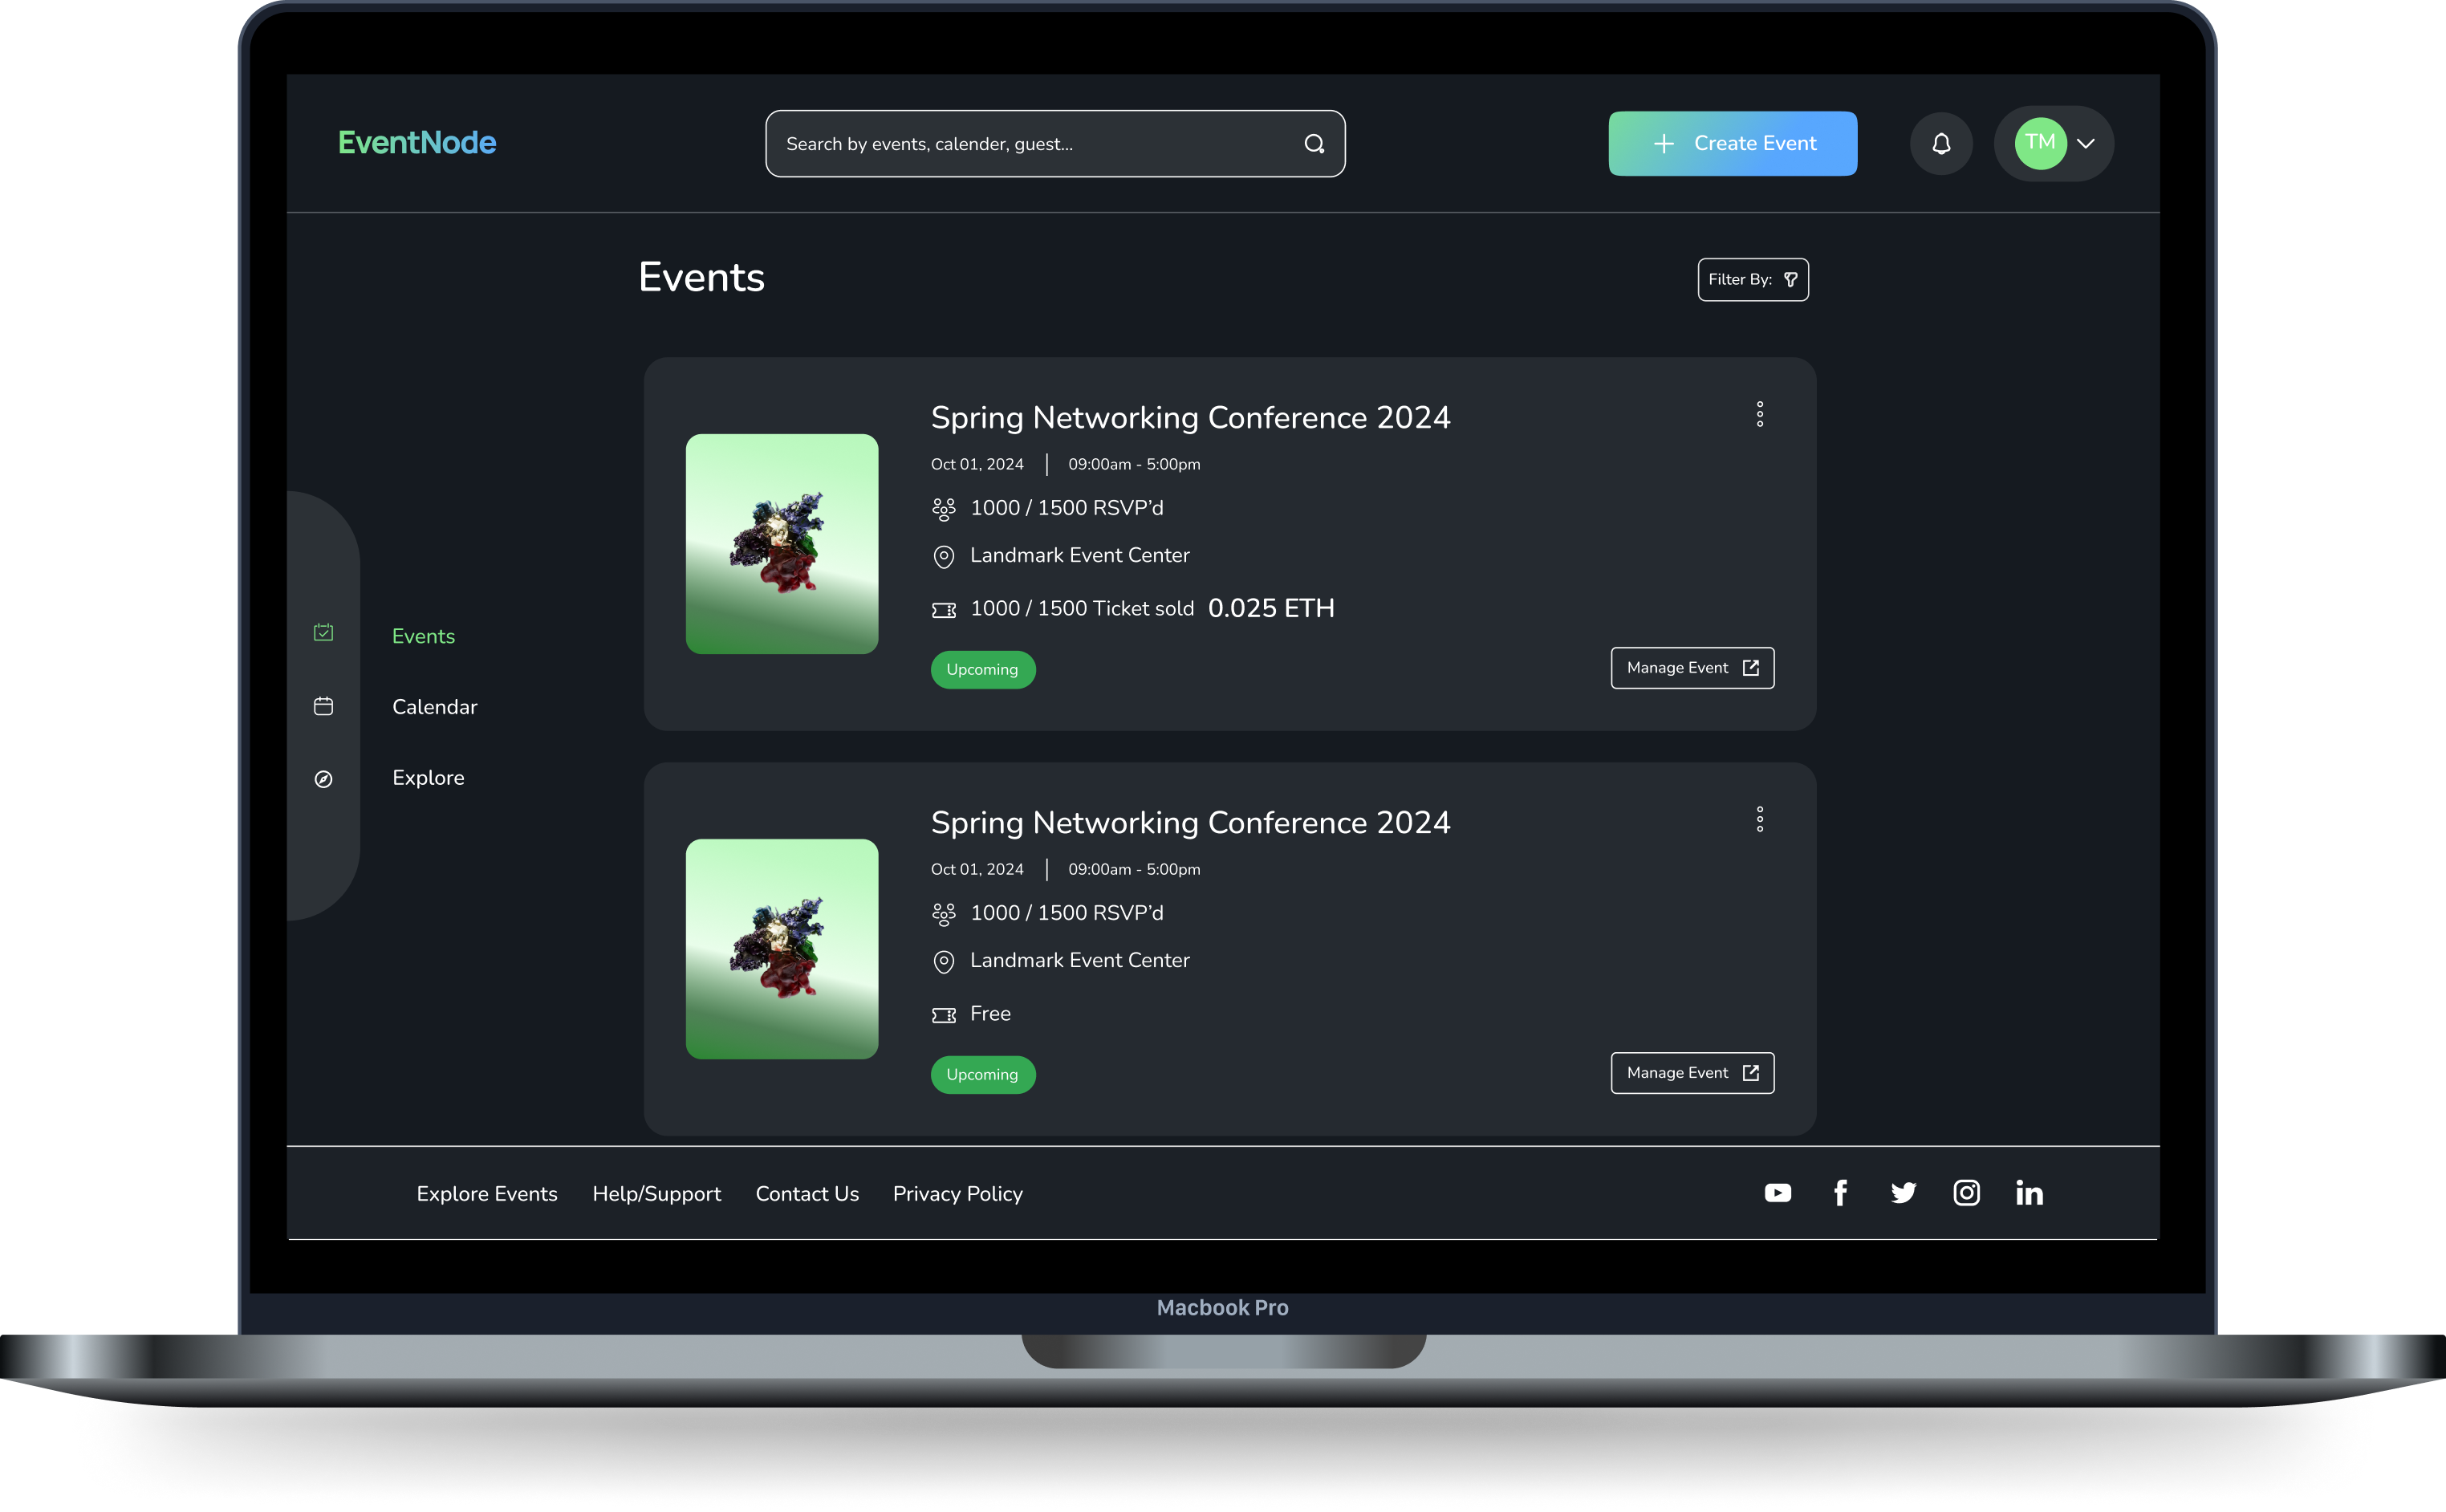 EventNode
Search by events, calender, guest...
Create Event
TM
Events
Filter By:
Spring Networking Conference 2024
Oct 01, 2024
09:00am - 5:00pm
1000 / 1500 RSVP’d
Landmark Event Center
1000 / 1500 Ticket sold 0.025 ETH
Upcoming
Manage Event
Events
Calendar
Explore
Spring Networking Conference 2024
Oct 01, 2024
09:00am - 5:00pm
1000 / 1500 RSVP’d
Landmark Event Center
Free
Upcoming
Manage Event
Explore Events
Help/Support
Contact Us
Privacy Policy
Macbook Pro